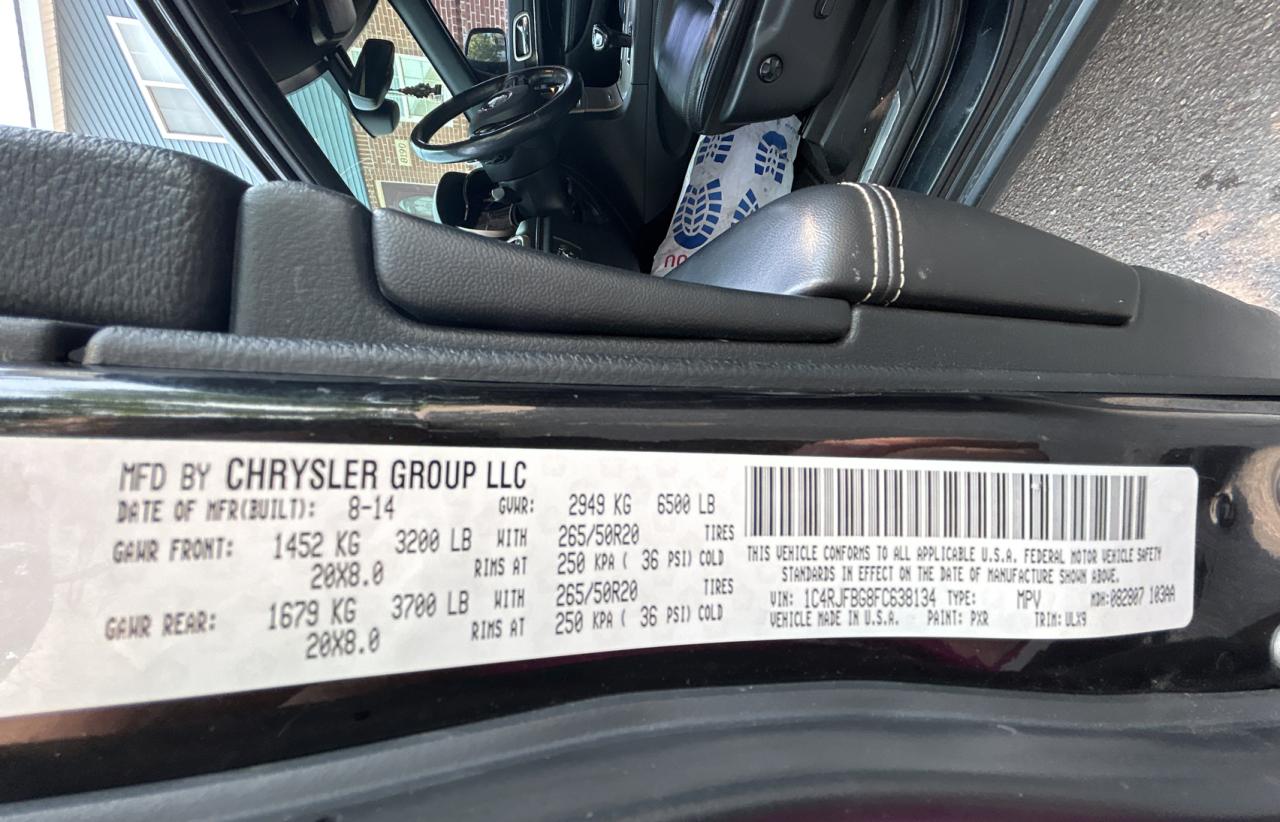 MFD BY CHRYSLER GROUP LLC
DATE OF MFR(BUILT): 8-14 GVWR: 2949 KG 6500 LB
GAWR FRONT: 1452 KG 3200 LB WITH 265/50R20 TIRES
20X8.0 RIMS AT 250 KPA ( 36 PSI) COLD
GAWR REAR: 1679 KG 3700 LB WITH 265/50R20 TIRES
20X8.0 RIMS AT 250 KPA ( 36 PSI) COLD
THIS VEHICLE CONFORMS TO ALL APPLICABLE U.S.A. FEDERAL MOTOR VEHICLE SAFETY
STANDARDS IN EFFECT ON THE DATE OF MANUFACTURE SHOWN ABOVE.
VIN: 1C4RJFBG8FC638134 TYPE: MPV MDH: 082807 103AA
VEHICLE MADE IN U.S.A. PAINT: PXR TRIM: ULX9